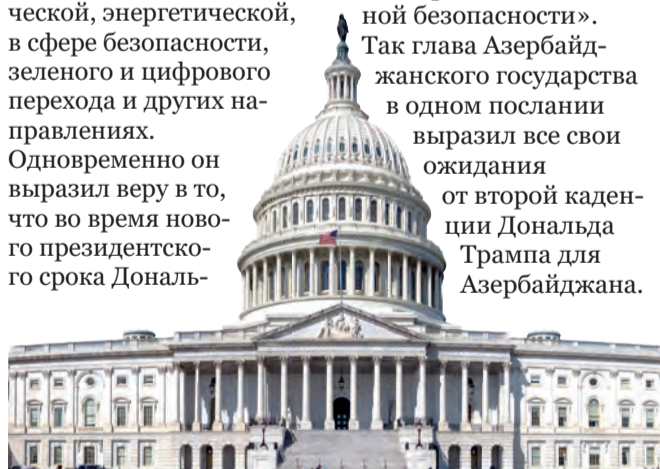 ческой, энергетической,
в сфере безопасности,
зеленого и цифрового
перехода и других на-
правлениях.
Одновременно он
выразил веру в то,
что во время ново-
го президентско-
го срока Дональ-
ной безопасности».
Так глава Азербайд-
жанского государства
в одном послании
выразил все свои
ожидания
от второй каден-
ции Дональда
Трампа для
Азербайджана.